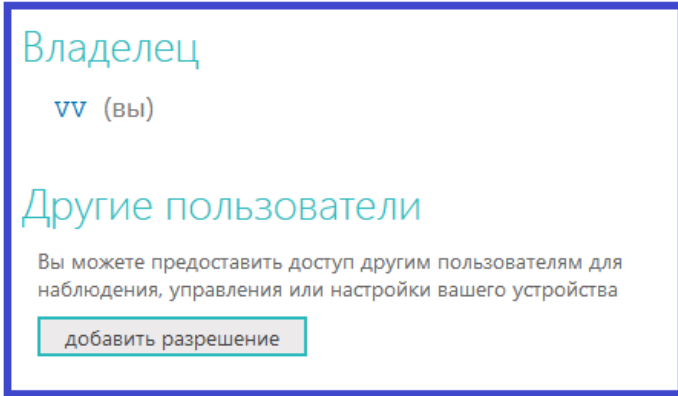 Владелец
vv (вы)
Другие пользователи
Вы можете предоставить доступ другим пользователям для
наблюдения, управления или настройки вашего устройства
добавить разрешение